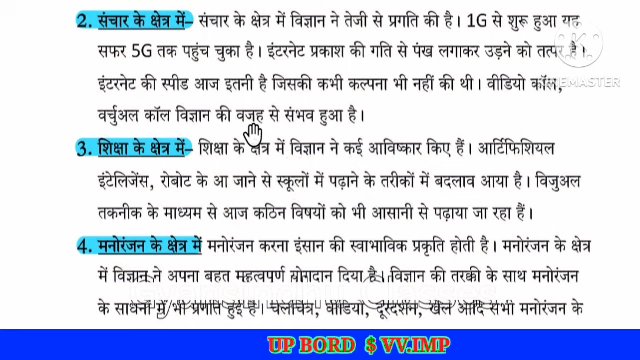 2. संचार के क्षेत्र में– संचार के क्षेत्र में विज्ञान ने तेजी से प्रगति की है। 1G से शुरू हुआ यह
सफर 5G तक पहुंच चुका है। इंटरनेट प्रकाश की गति से पंख लगाकर उड़ने को तत्पर है।
इंटरनेट की स्पीड आज इतनी है जिसकी कभी कल्पना भी नहीं की थी। वीडियो कॉल,
वर्चुअल कॉल विज्ञान की वजह से संभव हुआ है।
3. शिक्षा के क्षेत्र में– शिक्षा के क्षेत्र में विज्ञान ने कई आविष्कार किए हैं। आर्टिफिशियल
इंटेलिजेंस, रोबोट के आ जाने से स्कूलों में पढ़ाने के तरीकों में बदलाव आया है। विजुअल
तकनीक के माध्यम से आज कठिन विषयों को भी आसानी से पढ़ाया जा रहा हैं।
4. मनोरंजन के क्षेत्र में मनोरंजन करना इंसान की स्वाभाविक प्रकृति होती है। मनोरंजन के क्षेत्र
में विज्ञान ने अपना बहुत महत्वपूर्ण योगदान दिया है। विज्ञान की तरक्की के साथ मनोरंजन
के साधनों में भी प्रगति हुई है। चलचित्र, वीडियो, दूरदर्शन, खेल आदि सभी मनोरंजन के
UP BORD $ VV.IMP